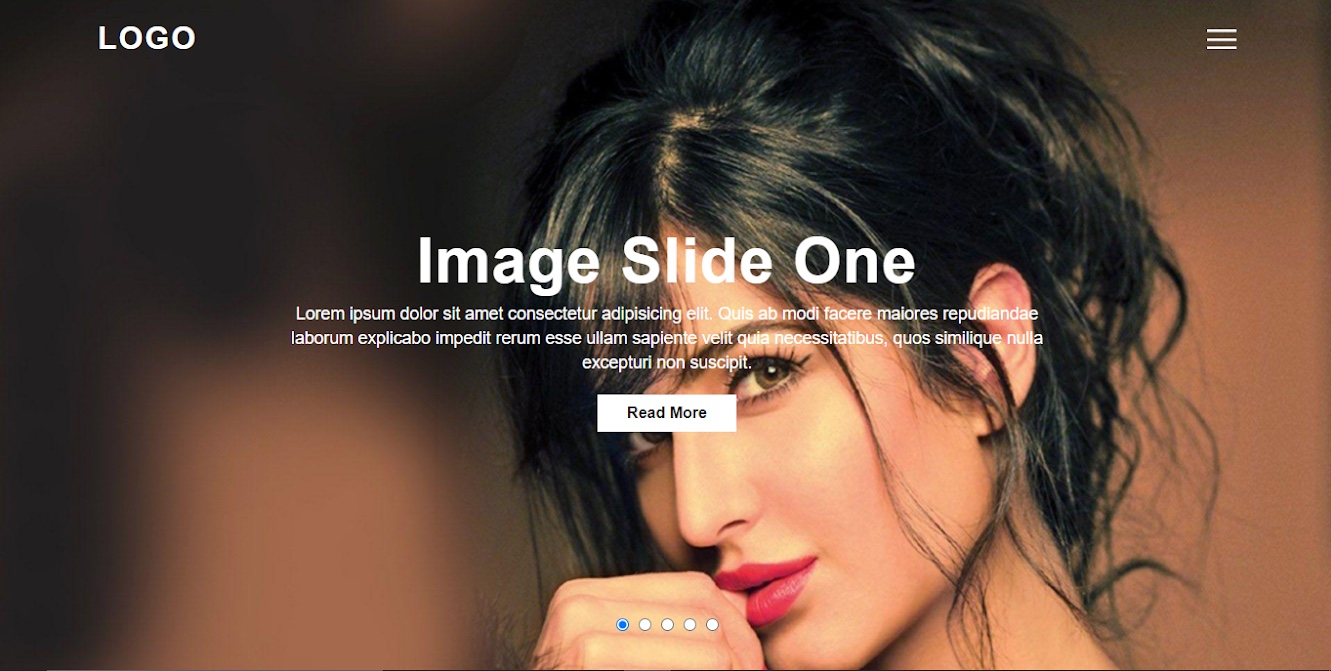 LOGO
Image Slide One
Lorem ipsum dolor sit amet consectetur adipisicing elit. Quis ab modi facere maiores repudiandae
laborum explicabo impedit rerum esse ullam sapiente velit quia necessitatibus, quos similique nulla
excepturi non suscipit.
Read More